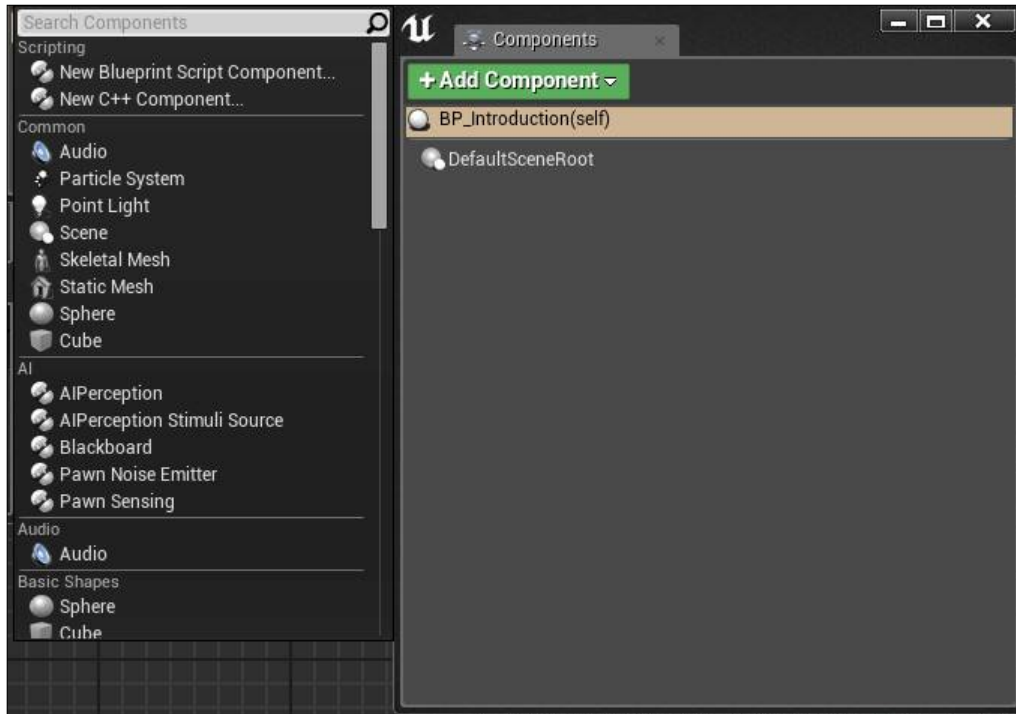 Search Components
Scripting
New Blueprint Script Component...
New C++ Component...
Common
Audio
Particle System
Point Light
Scene
Skeletal Mesh
Static Mesh
Sphere
Cube
AI
AIPerception
AIPerception Stimuli Source
Blackboard
Pawn Noise Emitter
Pawn Sensing
Audio
Audio
Basic Shapes
Sphere
Cube
Components
+ Add Component
BP_Introduction(self)
DefaultSceneRoot